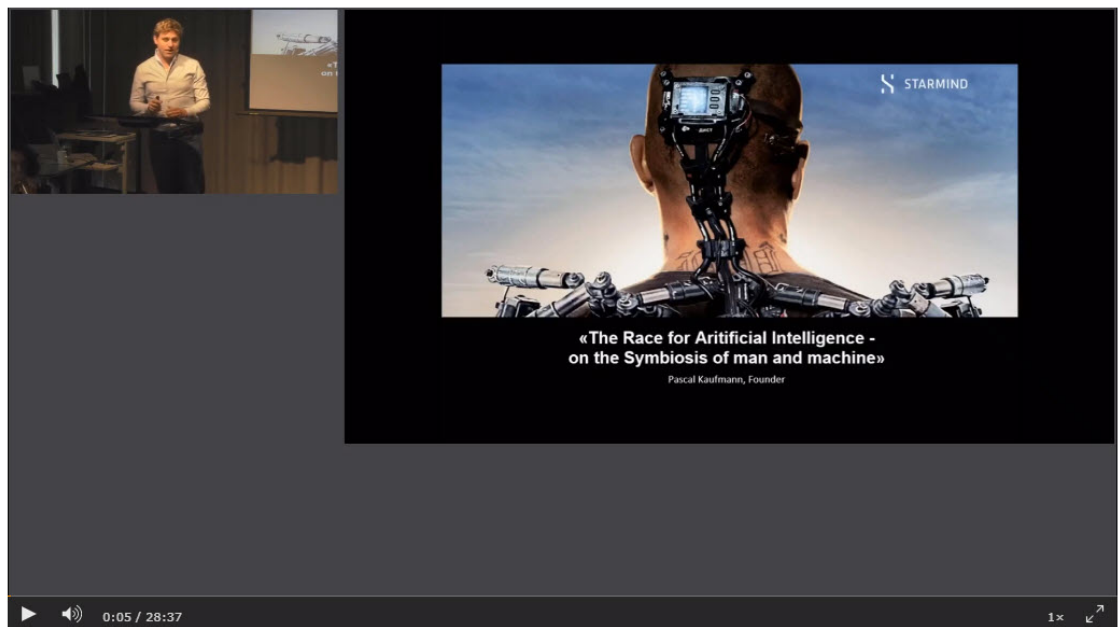 STARMIND
«The Race for Aritificial Intelligence -
on the Symbiosis of man and machine»
Pascal Kaufmann, Founder
0:05 / 28:37
1×